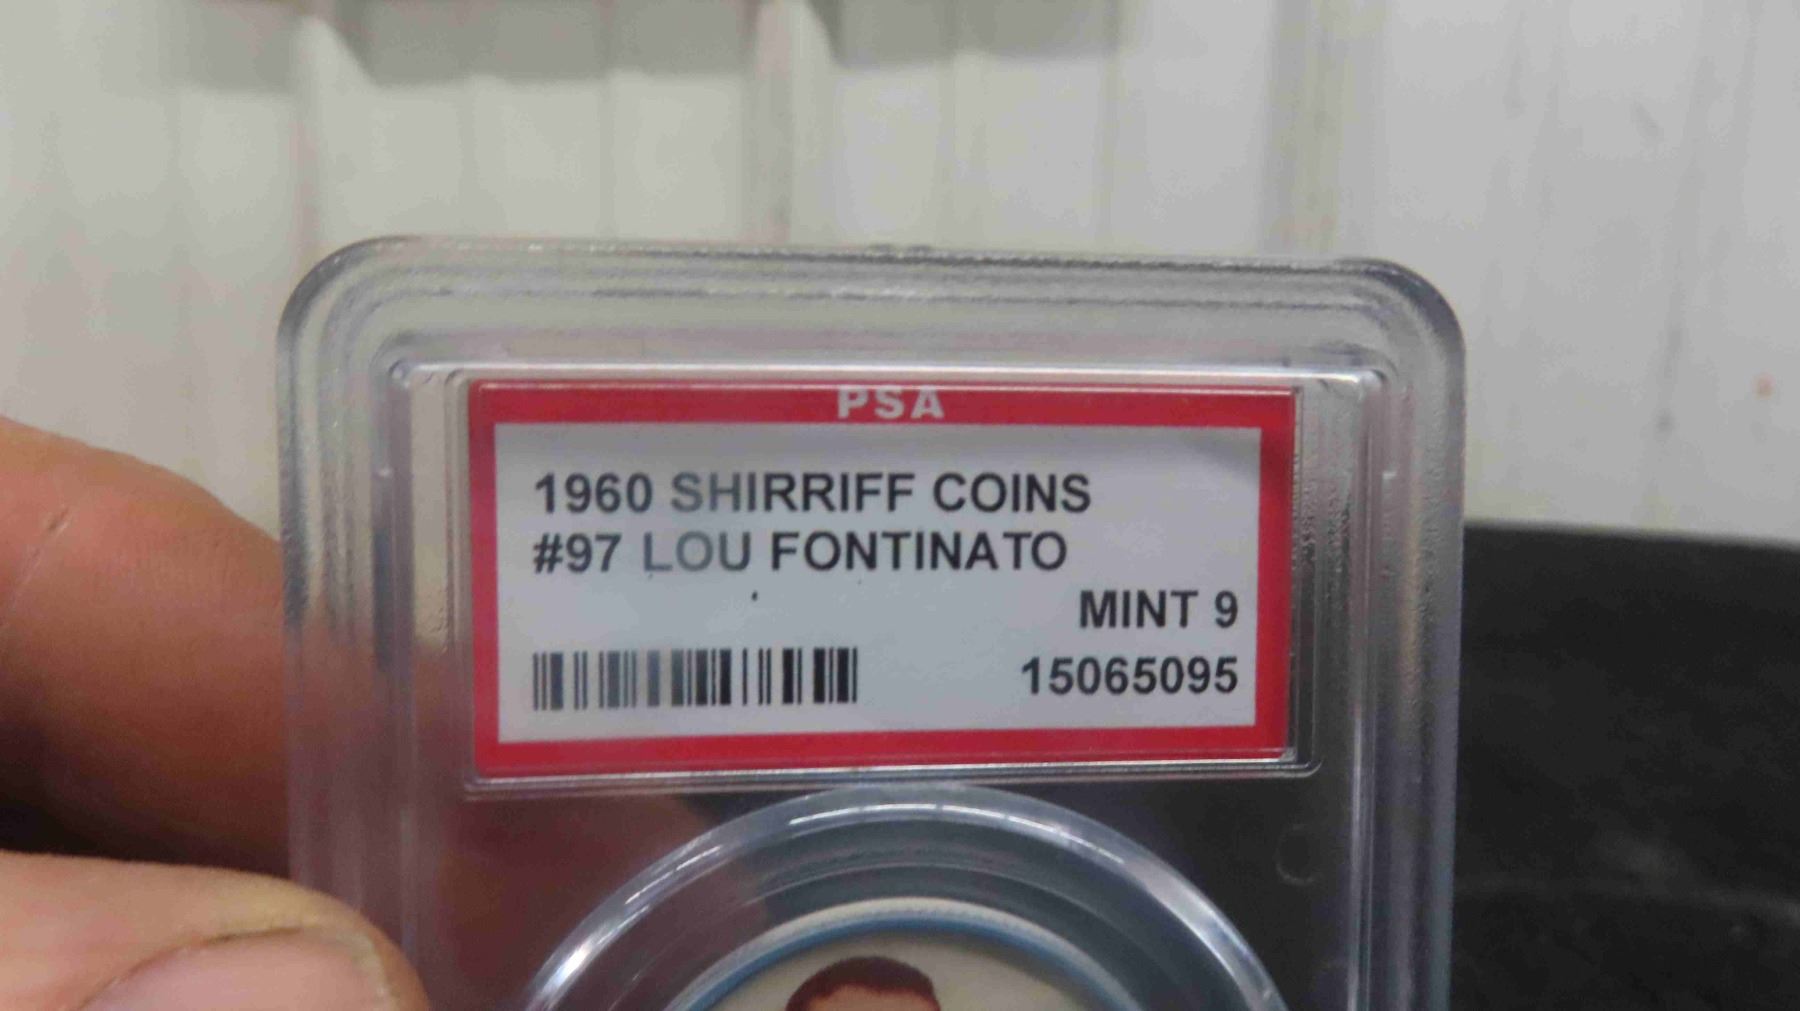 PSA
1960 SHIRRIFF COINS
#97 LOU FONTINATO
MINT 9
15065095